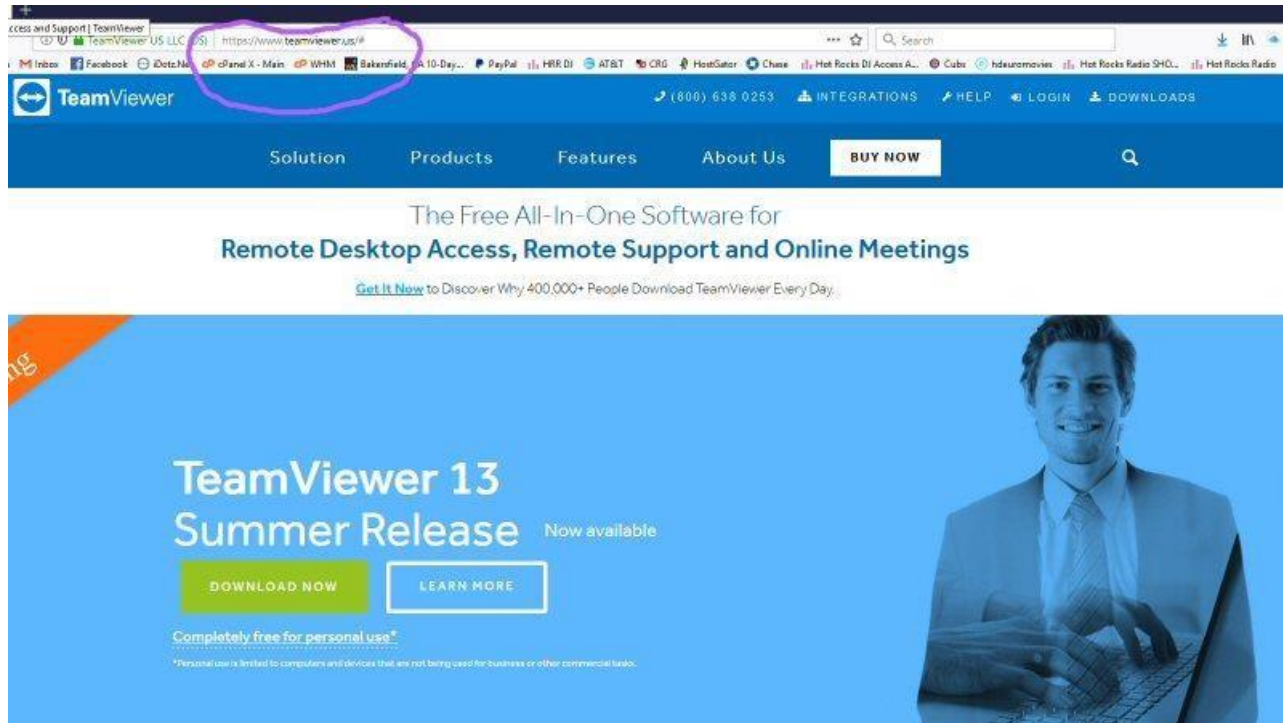 ccess and Support | TeamViewer
TeamViewer US LLC (US) https://www.teamviewer.us/# Search
Inbox Facebook iDotz.Net cPanel X - Main WHM Bakersfield, CA 10-Day... PayPal HRR DI AT&T CRG HostGator Chase Hot Rocks DJ Access A... Cubs hdeuromovies Hot Rocks Radio SHO... Hot Rocks Radio
TeamViewer (800) 638 0253 INTEGRATIONS HELP LOGIN DOWNLOADS
Solution Products Features About Us BUY NOW
The Free All-In-One Software for
Remote Desktop Access, Remote Support and Online Meetings
Get It Now to Discover Why 400,000+ People Download TeamViewer Every Day.
TeamViewer 13
Summer Release Now available
DOWNLOAD NOW LEARN MORE
Completely free for personal use*
*Personal use is limited to computers and devices that are not being used for business or other commercial tasks.